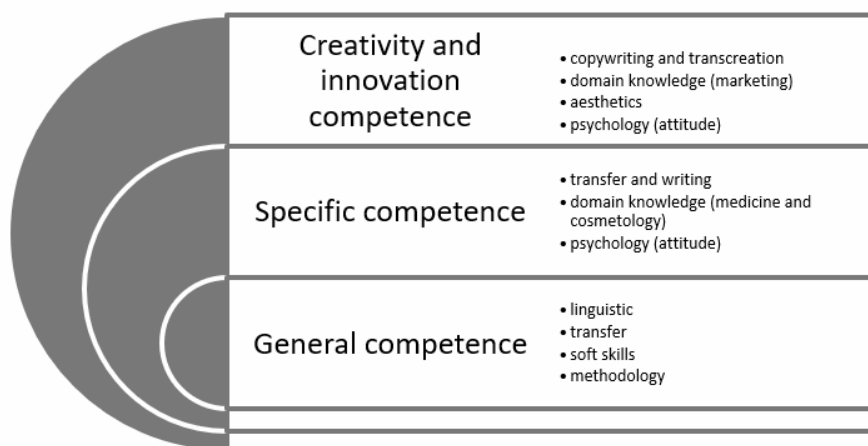 Creativity and
innovation
competence
• copywriting and transcreation
• domain knowledge (marketing)
• aesthetics
• psychology (attitude)
Specific competence
• transfer and writing
• domain knowledge (medicine and
cosmetology)
• psychology (attitude)
General competence
• linguistic
• transfer
• soft skills
• methodology